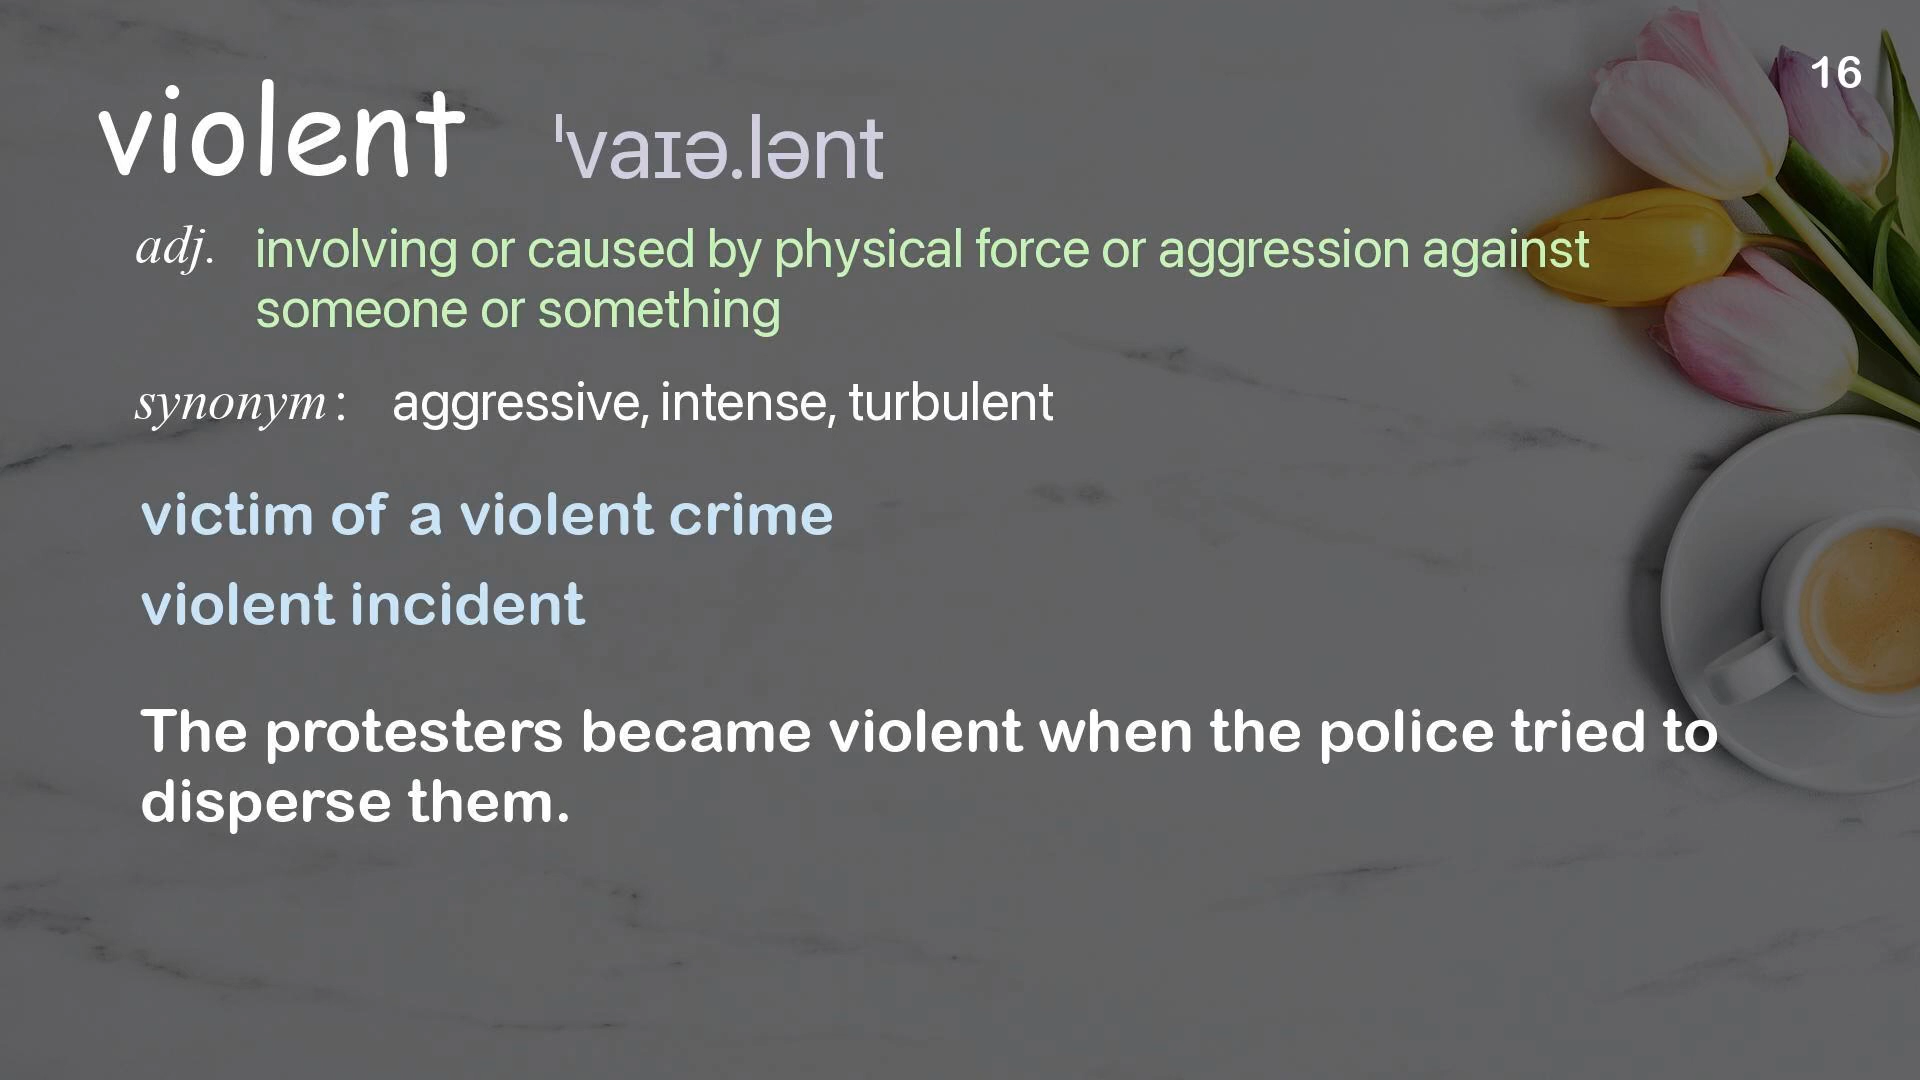 16
violent ˈvaɪə.lənt
adj. involving or caused by physical force or aggression against
someone or something
synonym : aggressive, intense, turbulent
victim of a violent crime
violent incident
The protesters became violent when the police tried to
disperse them.